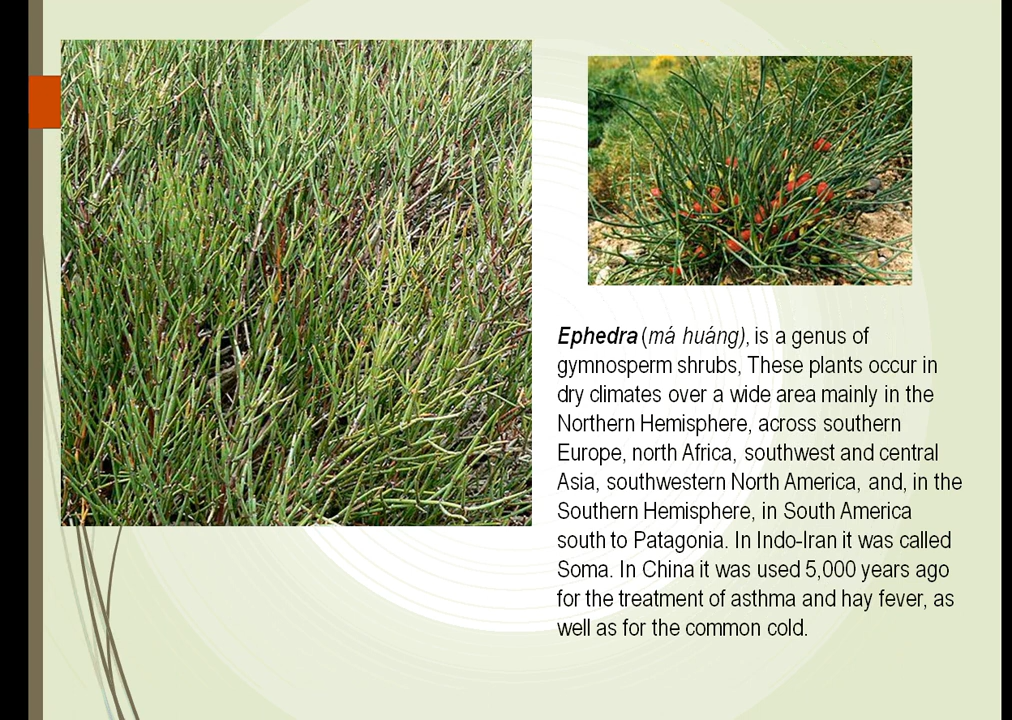 Ephedra (má huáng), is a genus of
gymnosperm shrubs, These plants occur in
dry climates over a wide area mainly in the
Northern Hemisphere, across southern
Europe, north Africa, southwest and central
Asia, southwestern North America, and, in the
Southern Hemisphere, in South America
south to Patagonia. In Indo-Iran it was called
Soma. In China it was used 5,000 years ago
for the treatment of asthma and hay fever, as
well as for the common cold.